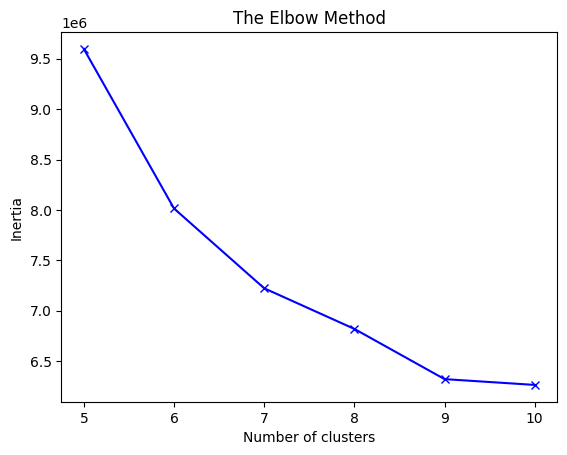 The Elbow Method
1e6
9.5
9.0
8.5
8.0
7.5
7.0
6.5
Inertia
5 6 7 8 9 10
Number of clusters